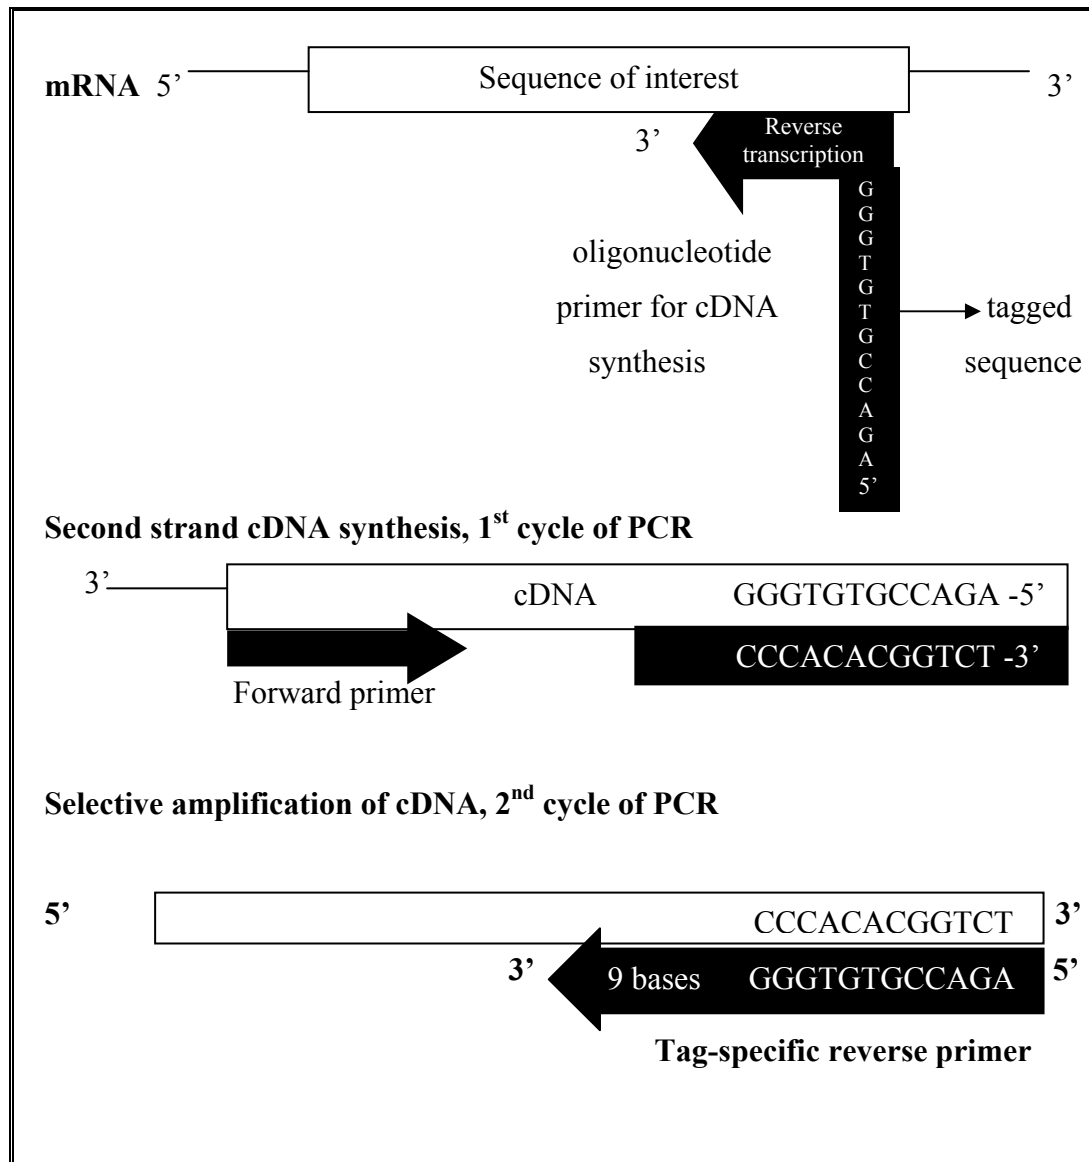 mRNA 5’ Sequence of interest 3’
3’ Reverse
transcription
G
G
G
T
G
T
G
C
C
A
G
A
5’
oligonucleotide
primer for cDNA
synthesis
tagged
sequence
Second strand cDNA synthesis, 1st cycle of PCR
3’ cDNA GGGTGTGCCAGA -5’
CCCACACGGTCT -3’
Forward primer
Selective amplification of cDNA, 2nd cycle of PCR
5’ CCCACACGGTCT 3’
3’ 9 bases GGGTGTGCCAGA 5’
Tag-specific reverse primer